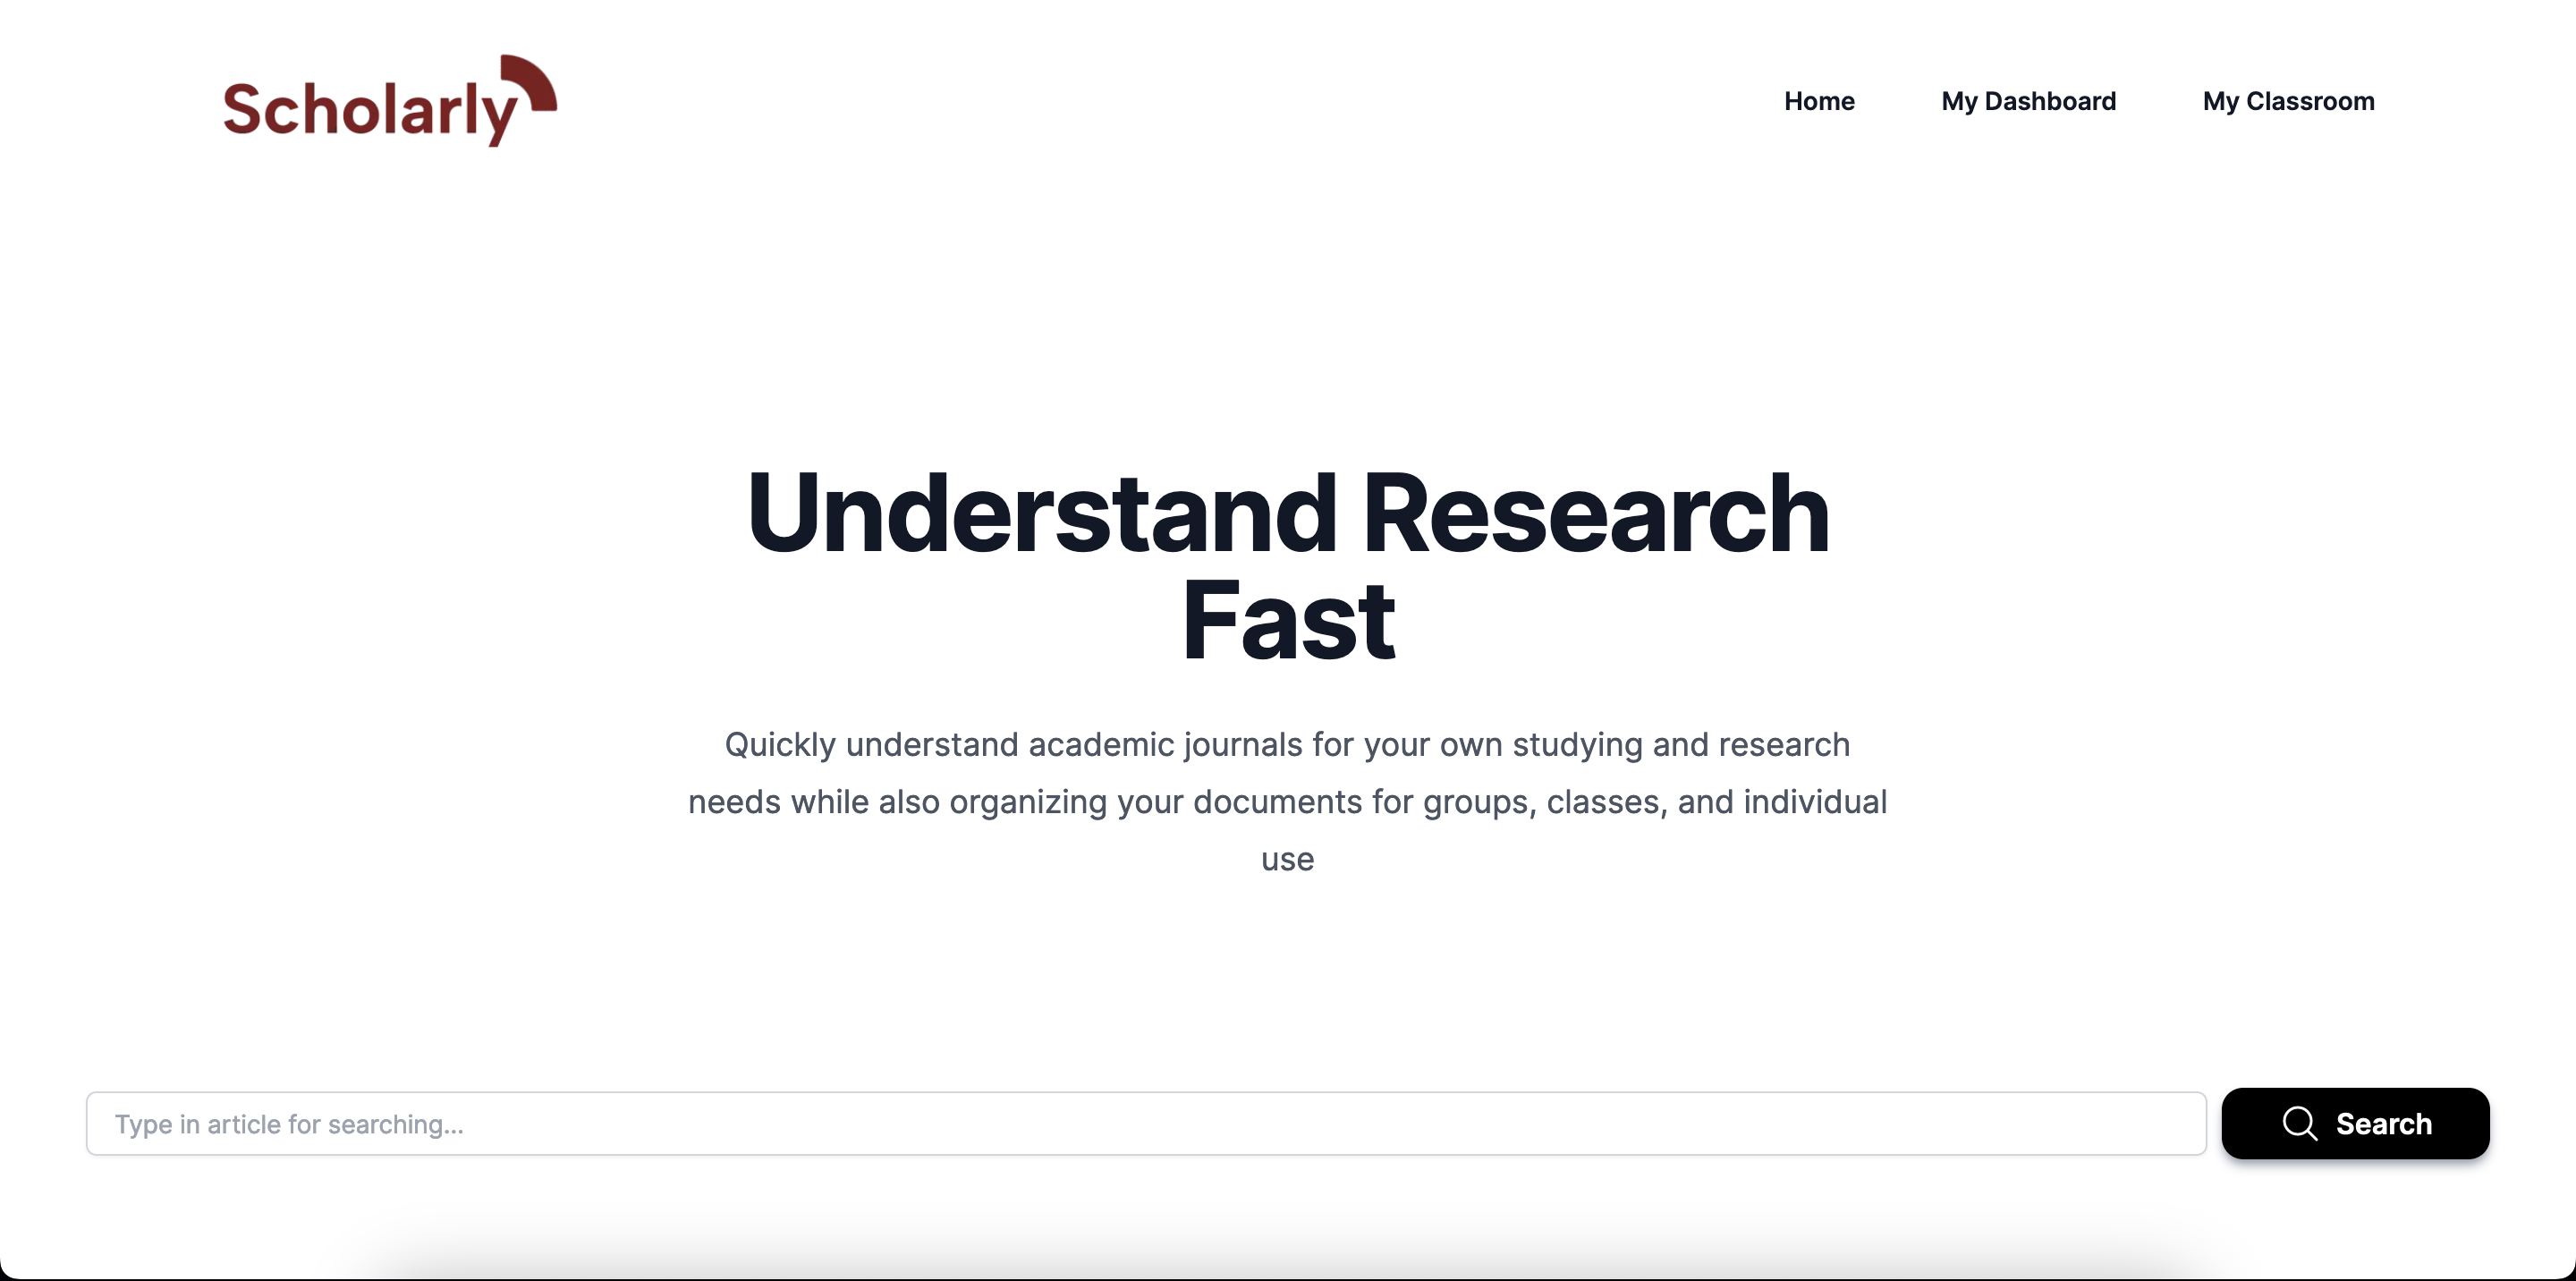 Scholarly
Home My Dashboard My Classroom
Understand Research
Fast
Quickly understand academic journals for your own studying and research
needs while also organizing your documents for groups, classes, and individual
use
Type in article for searching...
Search